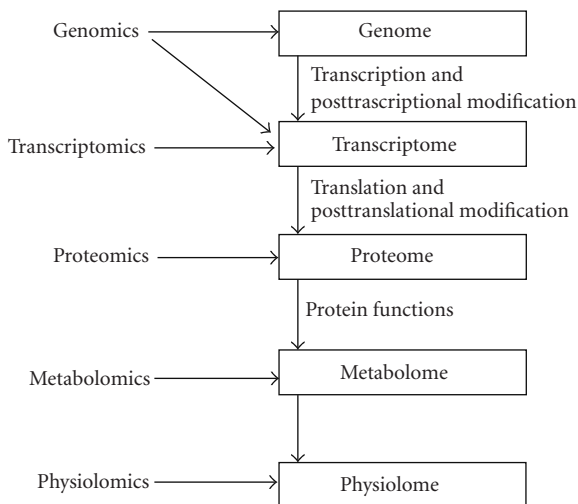 Genomics
Genome
Transcription and
posttrascriptional modification
Transcriptomics
Transcriptome
Translation and
posttranslational modification
Proteomics
Proteome
Protein functions
Metabolomics
Metabolome
Physiolomics
Physiolome